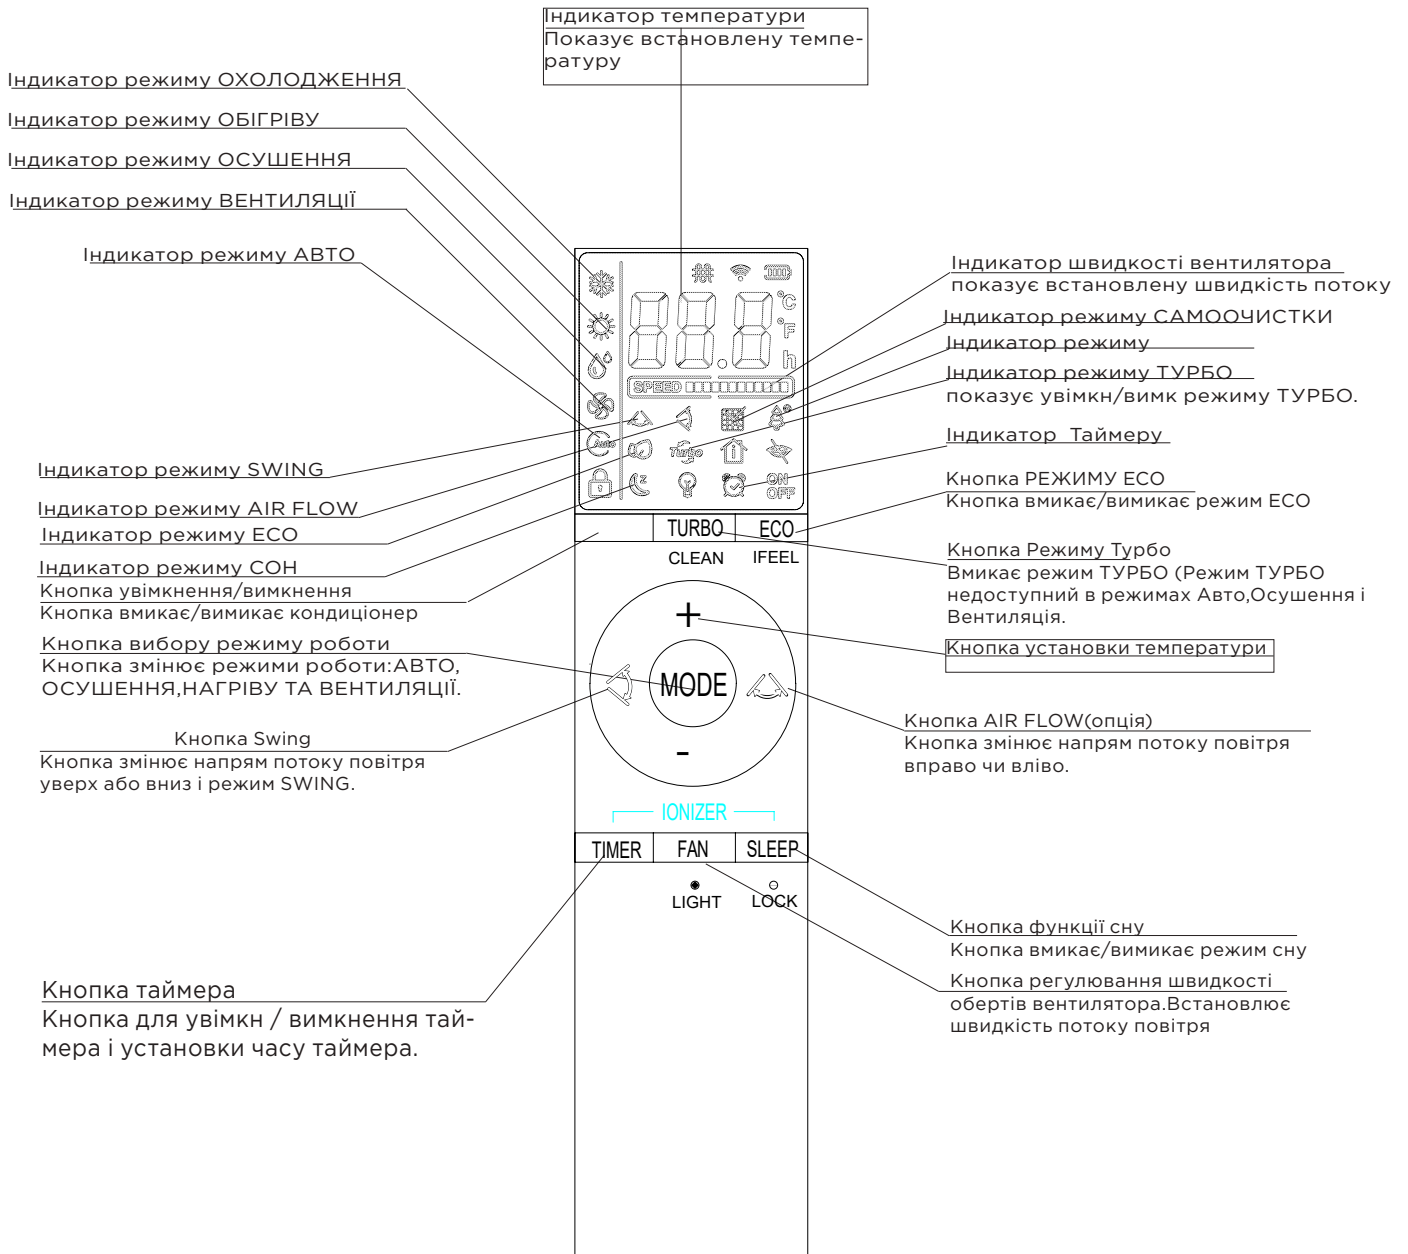 Індикатор температури
Показує встановлену темпе-
ратуру
Індикатор режиму ОХОЛОДЖЕННЯ
Індикатор режиму ОБІГРІВУ
Індикатор режиму ОСУШЕННЯ
Індикатор режиму ВЕНТИЛЯЦІЇ
Індикатор режиму АВТО
°C
°F
h
SPEED
Auto
Turbo
z
ON
OFF
Індикатор швидкості вентилятора
показує встановлену швидкість потоку
Індикатор режиму САМООЧИСТКИ
Індикатор режиму
Індикатор режиму ТУРБО
показує увімкн/вимк режиму ТУРБО.
Індикатор Таймеру
Кнопка РЕЖИМУ ECO
Кнопка вмикає/вимикає режим ECO
Кнопка Режиму Турбо
Вмикає режим ТУРБО (Режим ТУРБО
недоступний в режимах Авто,Осушення і
Вентиляція.
Кнопка установки температури
Кнопка AIR FLOW(опція)
Кнопка змінює напрям потоку повітря
вправо чи вліво.
Індикатор режиму SWING
Індикатор режиму AIR FLOW
Індикатор режиму ECO
Індикатор режиму СОН
Кнопка увімкнення/вимкнення
Кнопка вмикає/вимикає кондиціонер
Кнопка вибору режиму роботи
Кнопка змінює режими роботи:АВТО,
ОСУШЕННЯ,НАГРІВУ ТА ВЕНТИЛЯЦІЇ.
Кнопка Swing
Кнопка змінює напрям потоку повітря
уверх або вниз і режим SWING.
TURBO ECO
CLEAN IFEEL
+
MODE
-
IONIZER
TIMER FAN SLEEP
LIGHT LOCK
Кнопка функції сну
Кнопка вмикає/вимикає режим сну
Кнопка регулювання швидкості
обертів вентилятора.Встановлює
швидкість потоку повітря
Кнопка таймера
Кнопка для увімкн / вимкнення тай-
мера і установки часу таймера.